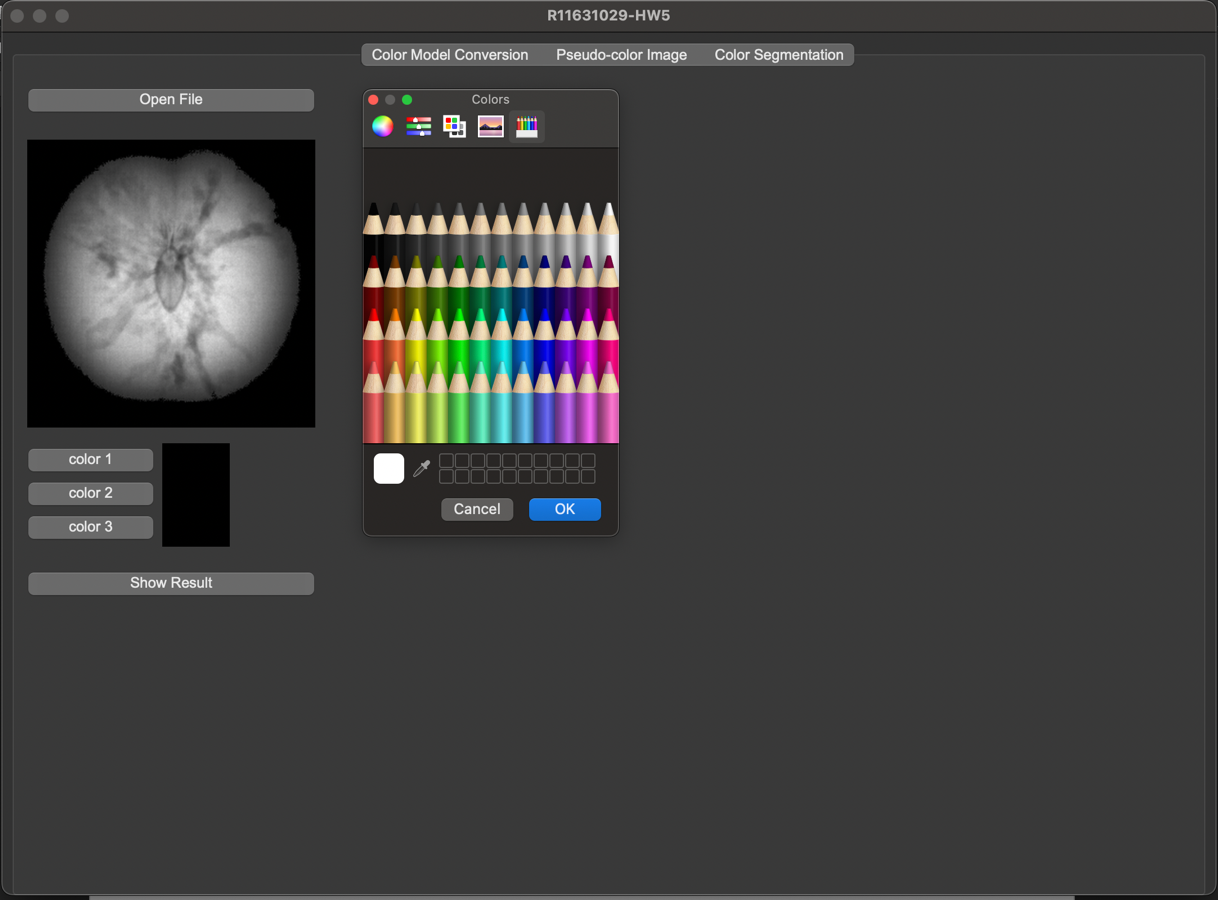 R11631029-HW5
Color Model Conversion Pseudo-color Image Color Segmentation
Open File
Colors
color 1
color 2
color 3
Cancel OK
Show Result